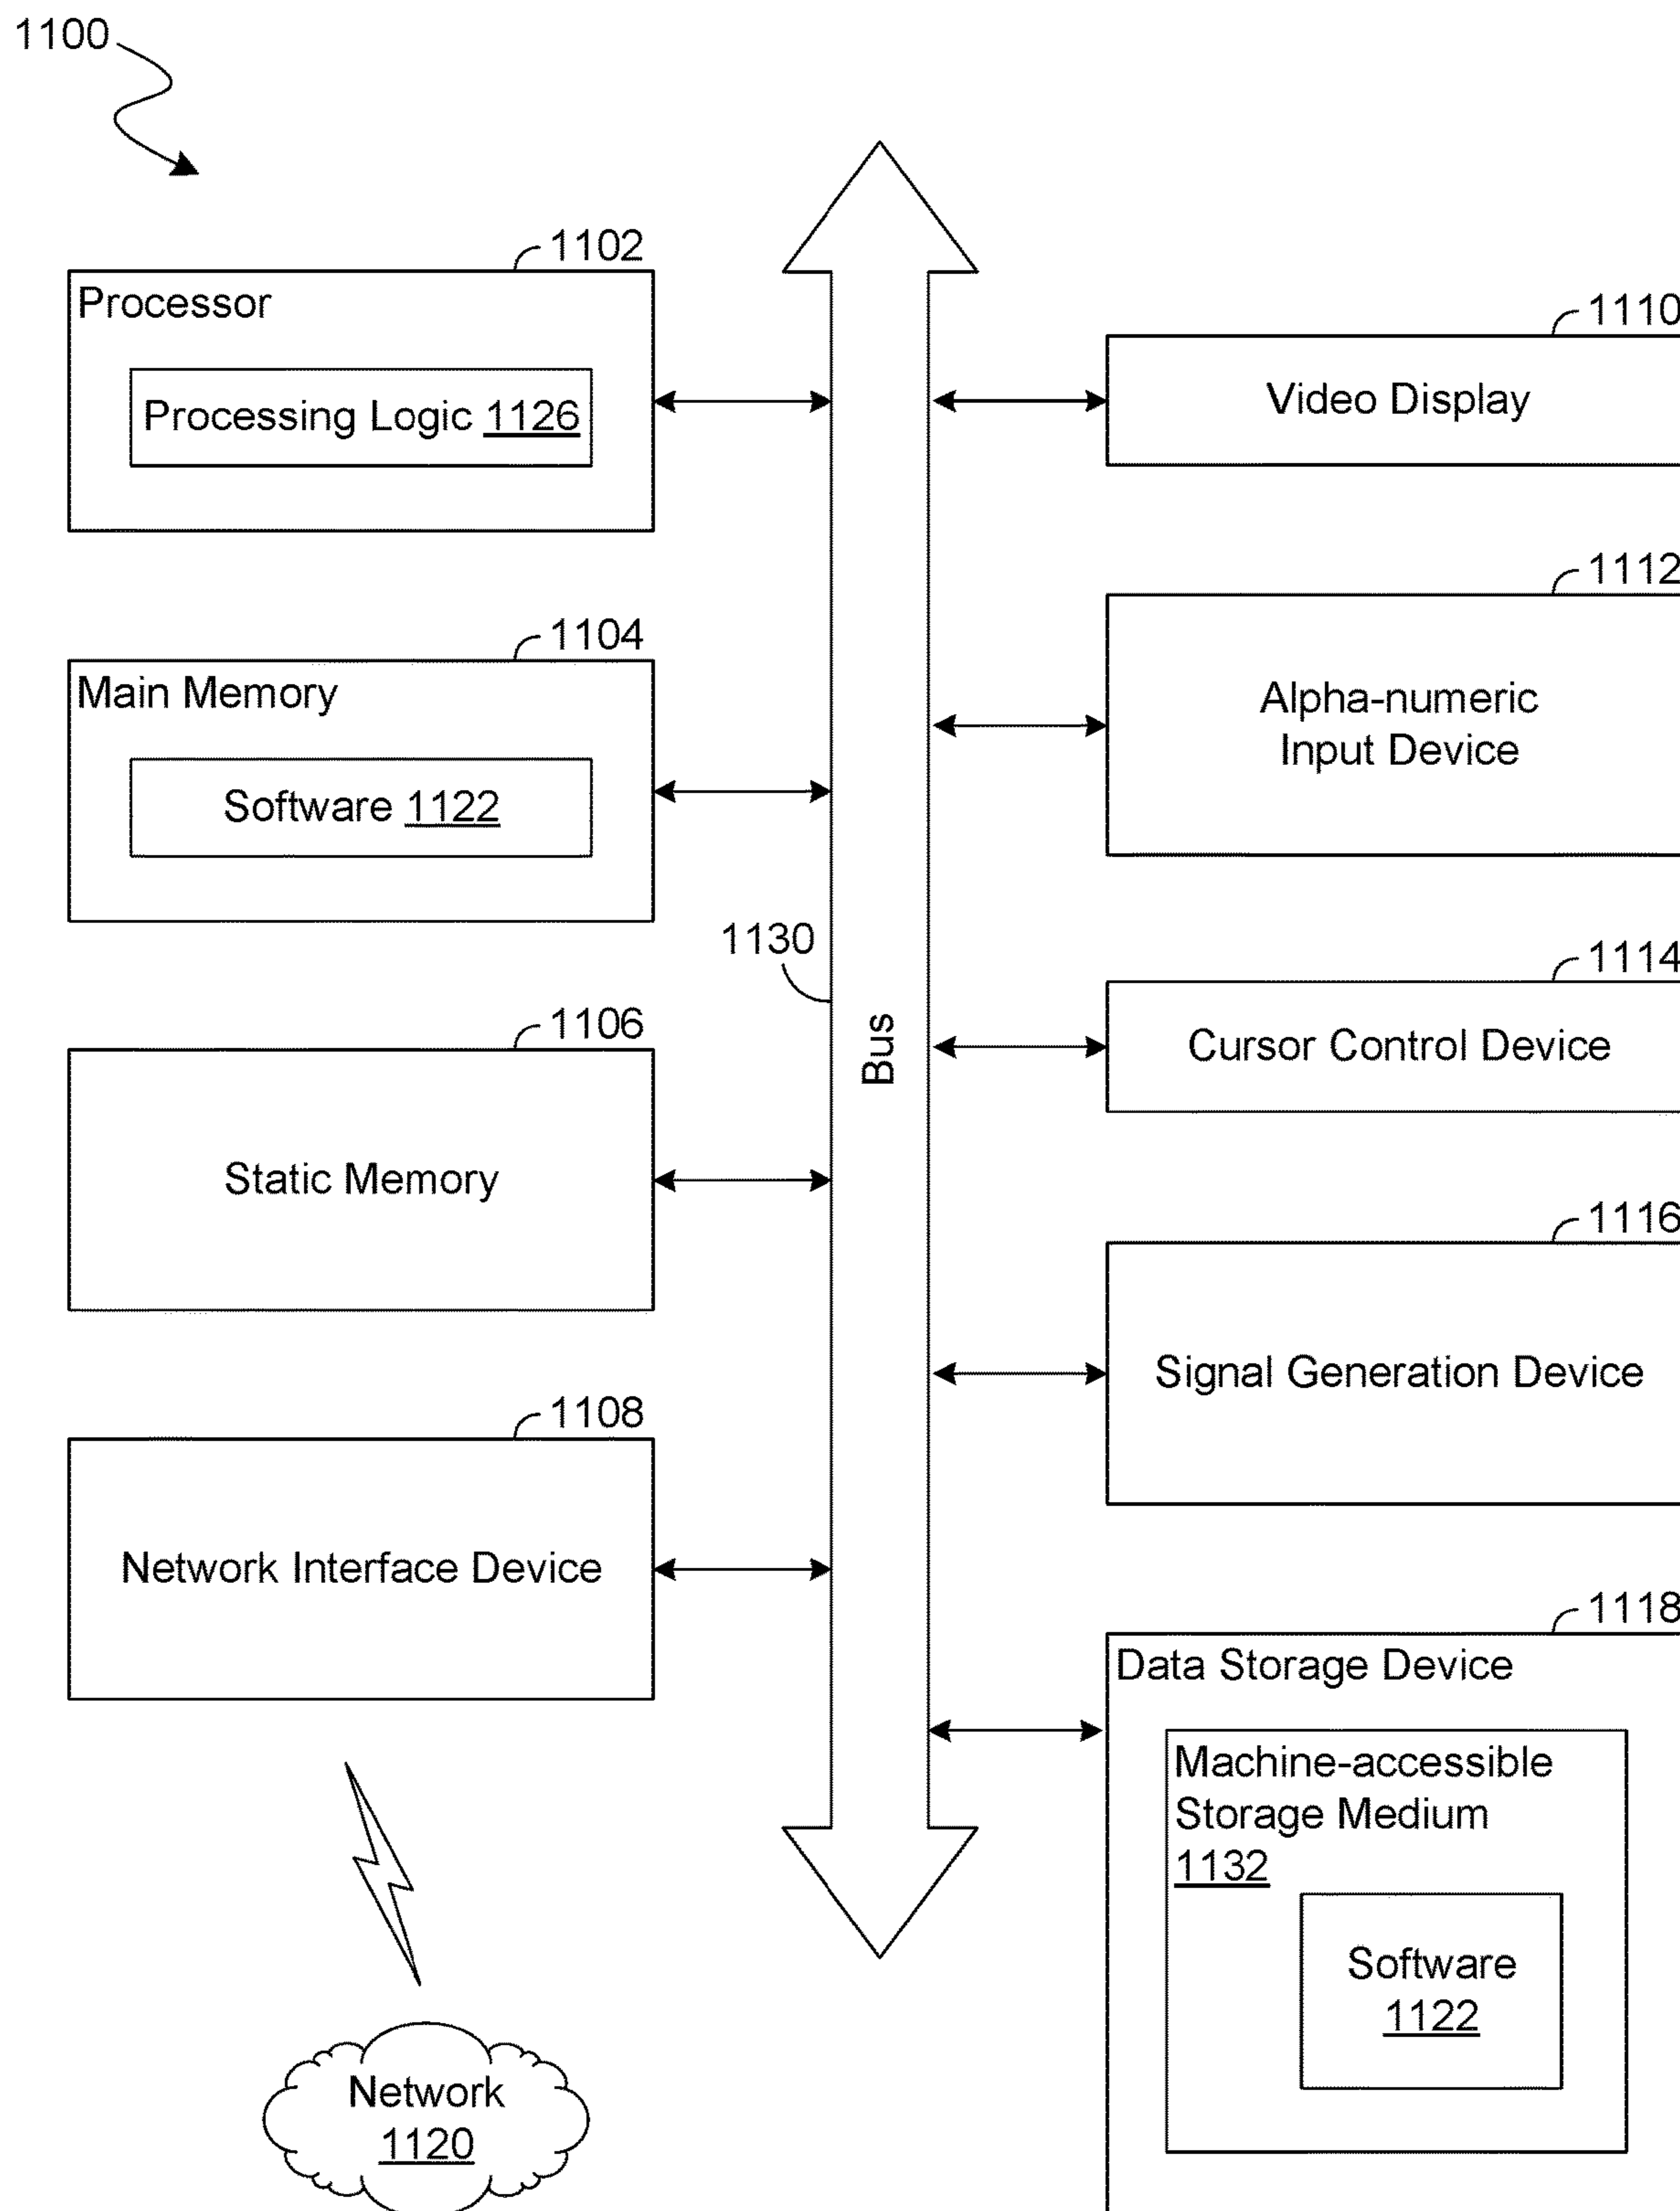 1100
1102
Processor
Processing Logic 1126
1104
Main Memory
Software 1122
1106
Static Memory
1108
Network Interface Device
Network
1120
1130
Bus
1110
Video Display
1112
Alpha-numeric
Input Device
1114
Cursor Control Device
1116
Signal Generation Device
1118
Data Storage Device
Machine-accessible
Storage Medium
1132
Software
1122